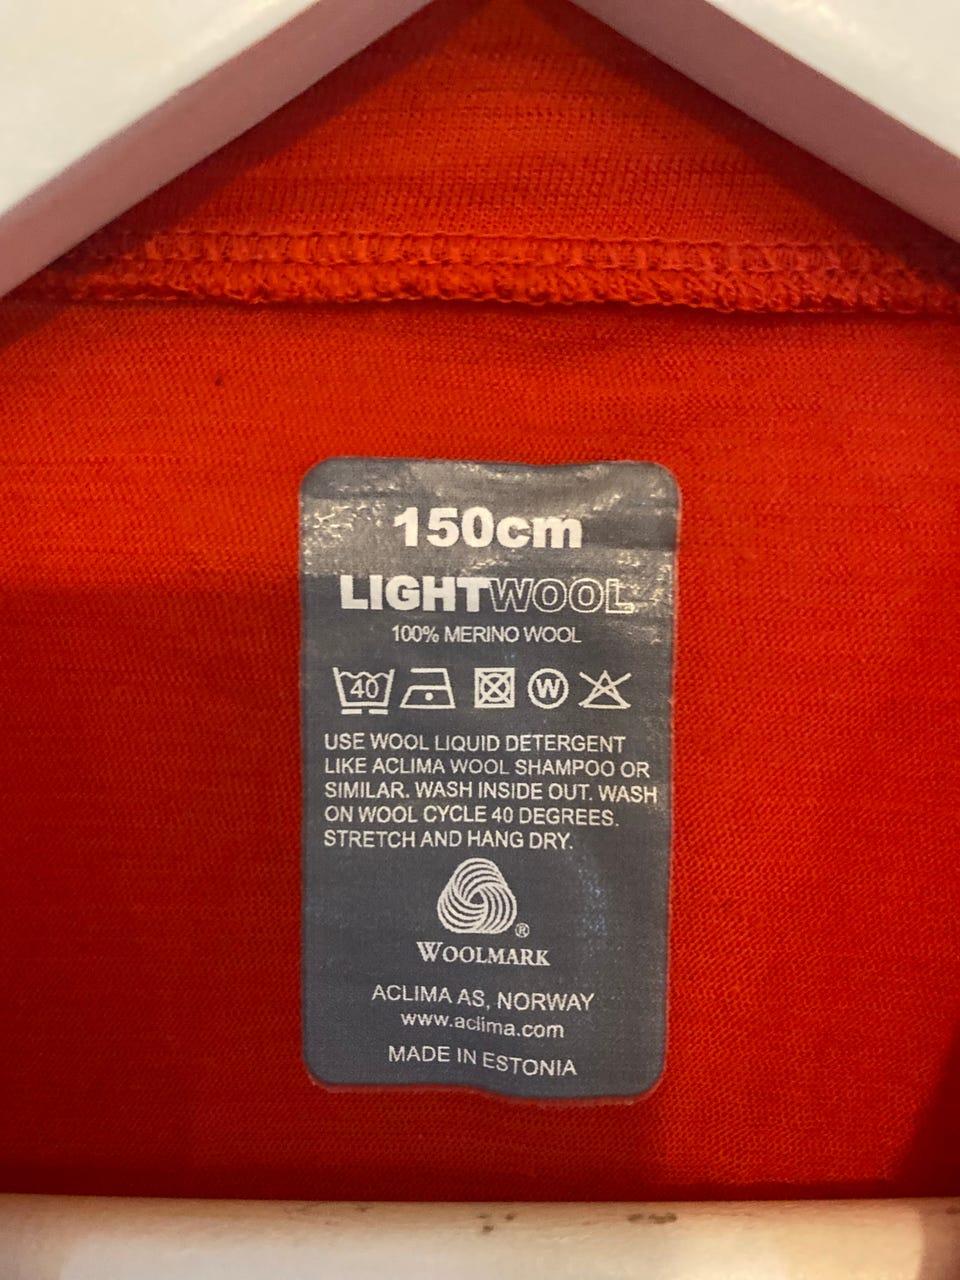 150cm
LIGHTWOOL
100% MERINO WOOL
40 W
USE WOOL LIQUID DETERGENT
LIKE ACLIMA WOOL SHAMPOO OR
SIMILAR. WASH INSIDE OUT. WASH
ON WOOL CYCLE 40 DEGREES.
STRETCH AND HANG DRY.
®
WOOLMARK
ACLIMA AS, NORWAY
www.aclima.com
MADE IN ESTONIA